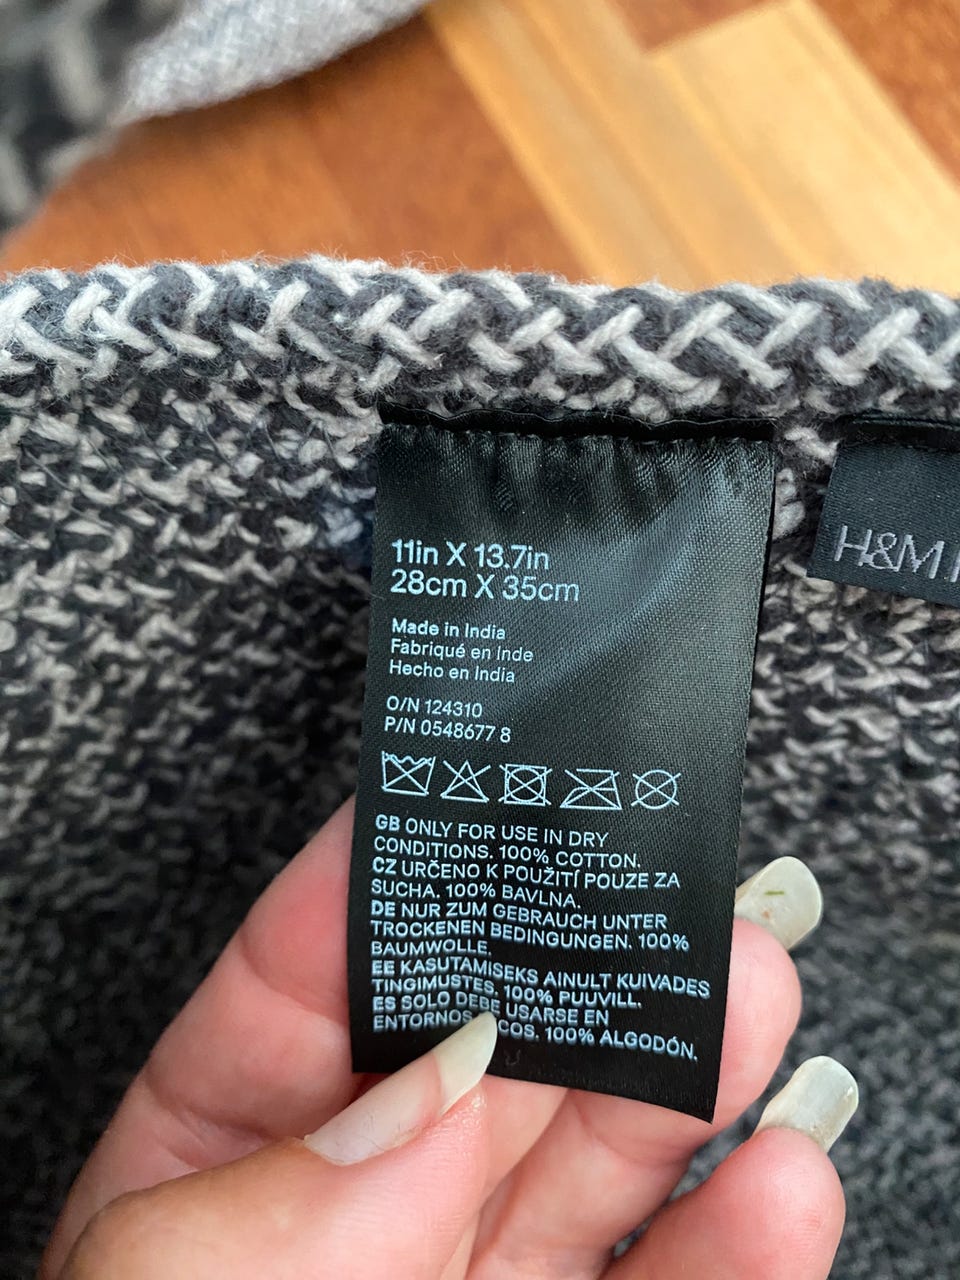 11in X 13.7in
28cm X 35cm
Made in India
Fabriqué en Inde
Hecho en India
O/N 124310
P/N 0548677 8
GB ONLY FOR USE IN DRY
CONDITIONS. 100% COTTON.
CZ URČENO K POUŽITÍ POUZE ZA
SUCHA. 100% BAVLNA.
DE NUR ZUM GEBRAUCH UNTER
TROCKENEN BEDINGUNGEN. 100%
BAUMWOLLE.
EE KASUTAMISEKS AINULT KUIVADES
TINGIMUSTES. 100% PUUVILL.
ES SOLO DEBE USARSE EN
ENTORNOS COS. 100% ALGODÓN.
H&M